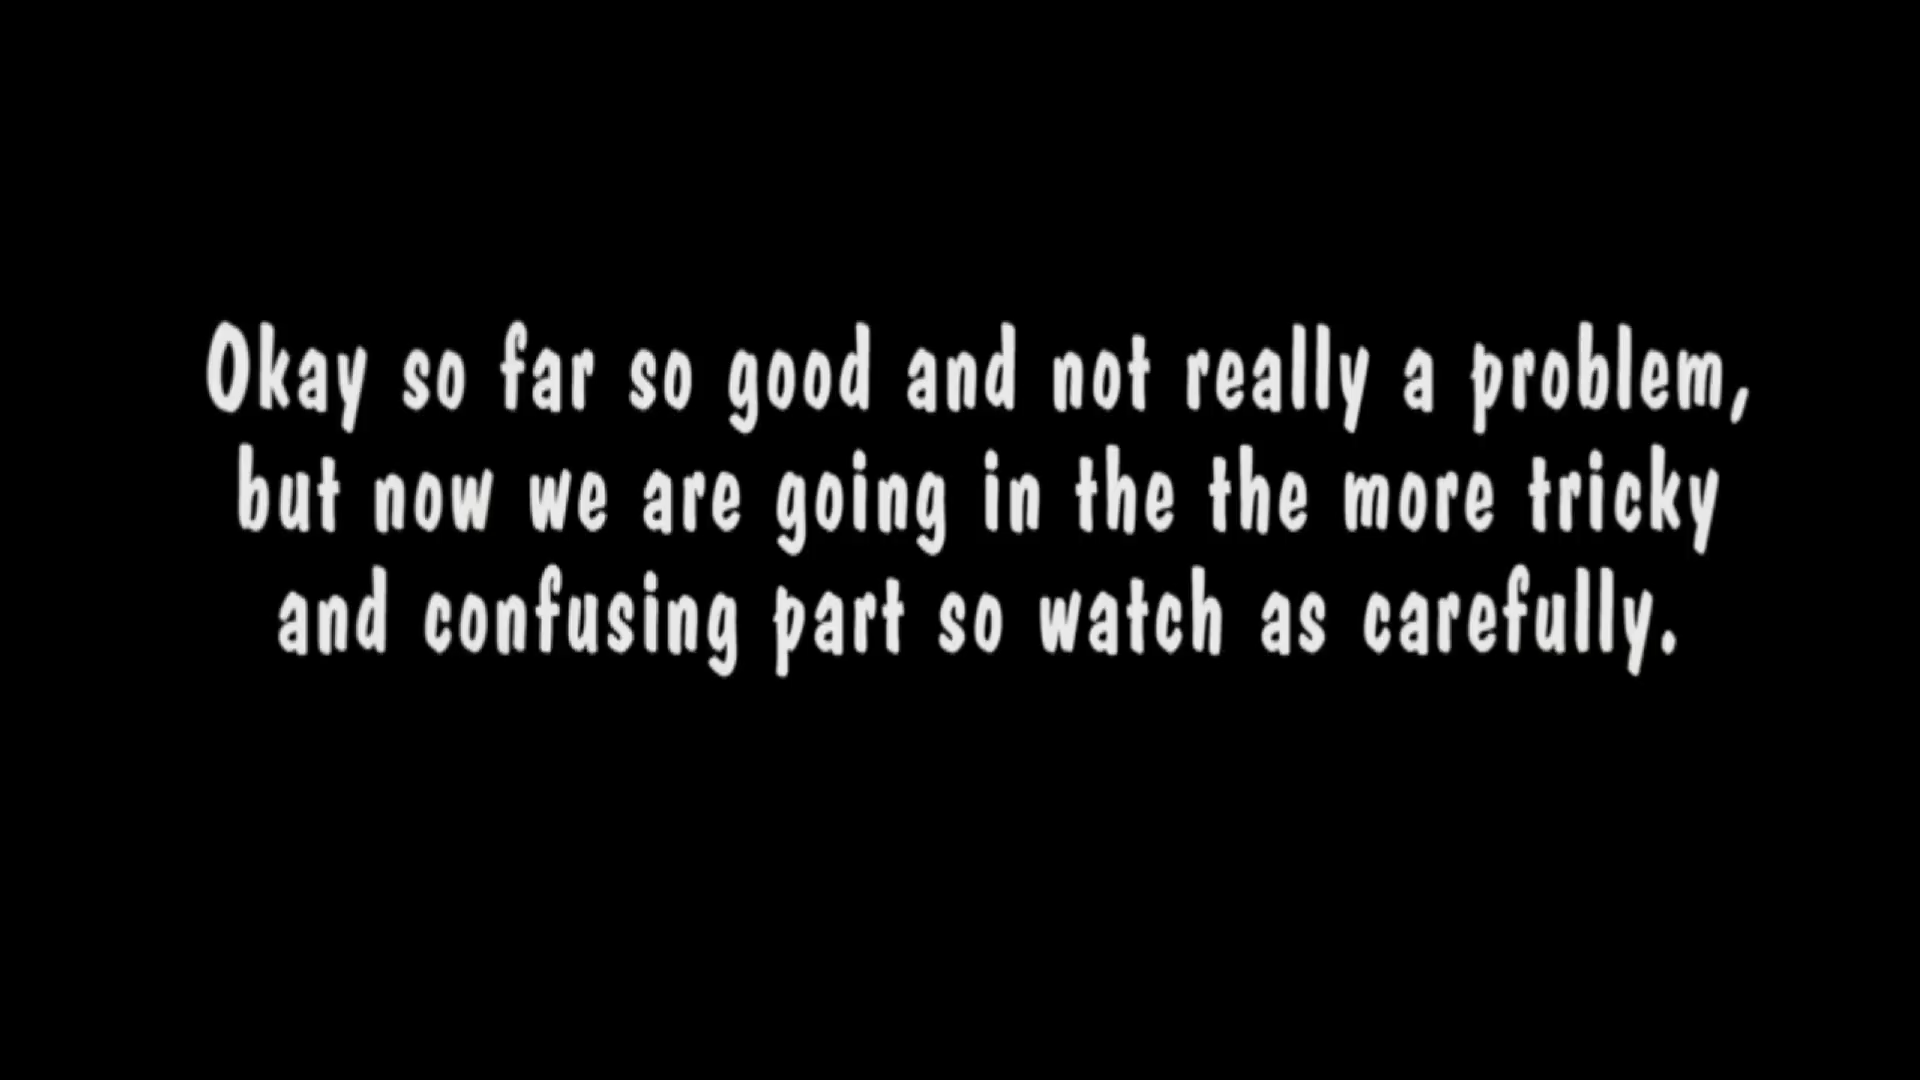 Okay so far so good and not really a problem,
but now we are going in the the more tricky
and confusing part so watch as carefully.